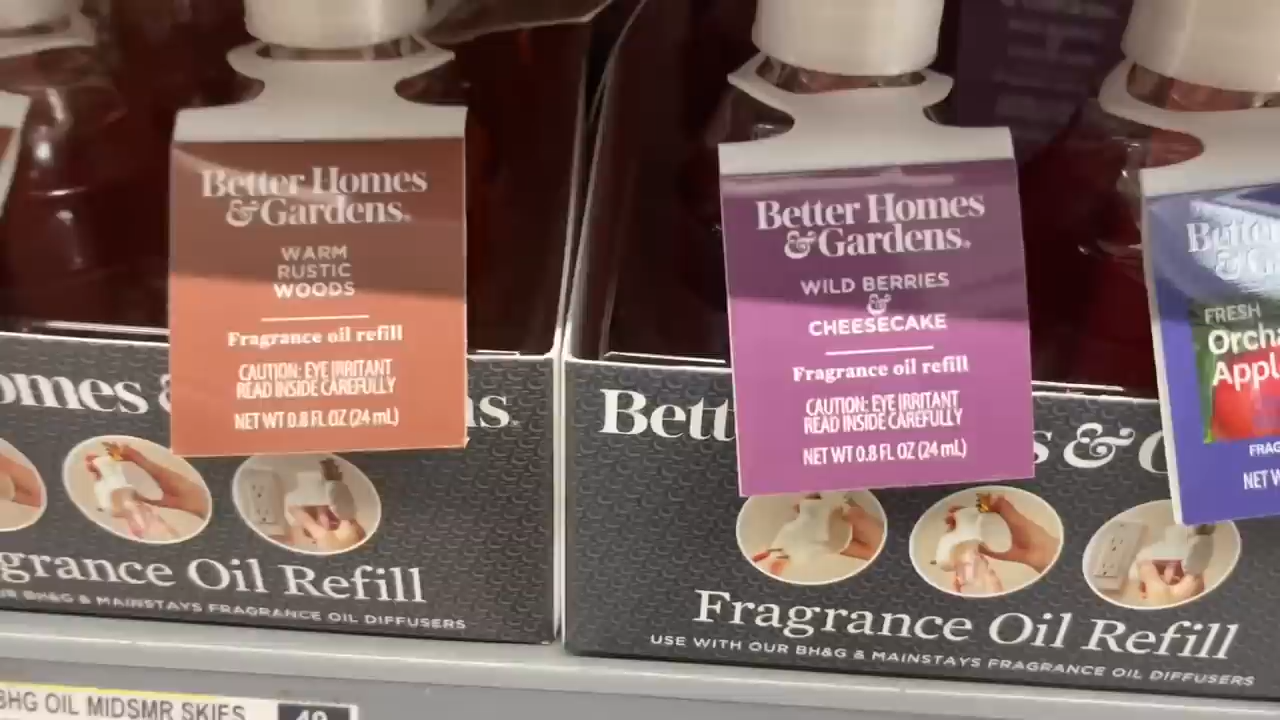 Better Homes
& Gardens.
WARM
RUSTIC
WOODS
Fragrance oil refill
CAUTION: EYE IRRITANT
READ INSIDE CAREFULLY
NET WT 0.8 FL OZ (24 mL)
Better Homes
& Gardens.
WILD BERRIES
&
CHEESECAKE
Fragrance oil refill
CAUTION: EYE IRRITANT
READ INSIDE CAREFULLY
NET WT 0.8 FL OZ (24 mL)
FRESH
Orcha
Appl
FRAG
NET W
omes & ns.
grance Oil Refill
BH&G & MAINSTAYS FRAGRANCE OIL DIFFUSERS
Bett s & G
Fragrance Oil Refill
USE WITH OUR BH&G & MAINSTAYS FRAGRANCE OIL DIFFUSERS
BHG OIL MIDSMR SKIES